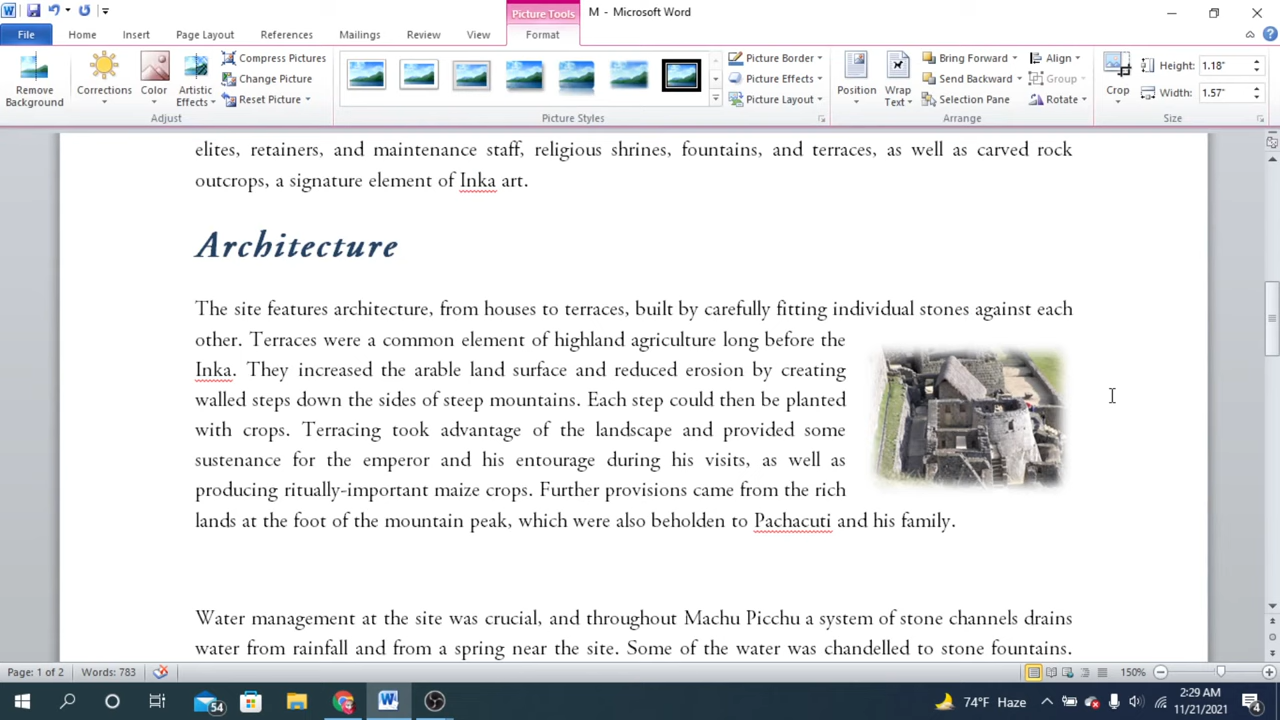 Picture Tools
M - Microsoft Word
File
Home
Insert
Page Layout
References
Mailings
Review
View
Format
Remove
Background
Corrections
Color
Artistic
Effects
Compress Pictures
Change Picture
Reset Picture
Adjust
Picture Styles
Picture Border
Picture Effects
Picture Layout
Position
Wrap
Text
Bring Forward
Send Backward
Selection Pane
Align
Group
Rotate
Arrange
Crop
Height: 1.18"
Width: 1.57"
Size
elites, retainers, and maintenance staff, religious shrines, fountains, and terraces, as well as carved rock
outcrops, a signature element of Inka art.
Architecture
The site features architecture, from houses to terraces, built by carefully fitting individual stones against each
other. Terraces were a common element of highland agriculture long before the
Inka. They increased the arable land surface and reduced erosion by creating
walled steps down the sides of steep mountains. Each step could then be planted
with crops. Terracing took advantage of the landscape and provided some
sustenance for the emperor and his entourage during his visits, as well as
producing ritually-important maize crops. Further provisions came from the rich
lands at the foot of the mountain peak, which were also beholden to Pachacuti and his family.
Water management at the site was crucial, and throughout Machu Picchu a system of stone channels drains
water from rainfall and from a spring near the site. Some of the water was chandelled to stone fountains.
Page: 1 of 2
Words: 783
150%
54
74°F Haze
2:29 AM
11/21/2021
4